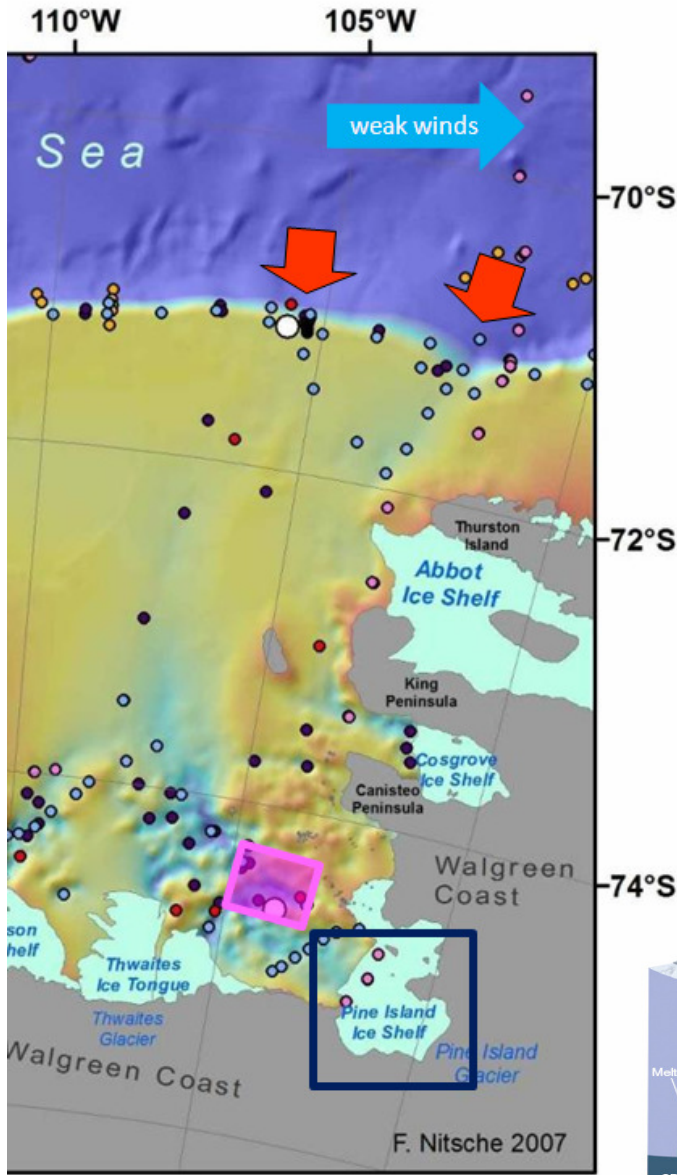 110°W
105°W
weak winds
Sea
70°S
Thurston
Island
72°S
Abbot
Ice Shelf
King
Peninsula
Cosgrove
Ice Shelf
Canisteo
Peninsula
Walgreen
Coast
74°S
son
helf
Thwaites
Ice Tongue
Pine Island
Ice Shelf
Thwaites
Glacier
Pine Island
Glacier
Walgreen Coast
Melt
F. Nitsche 2007